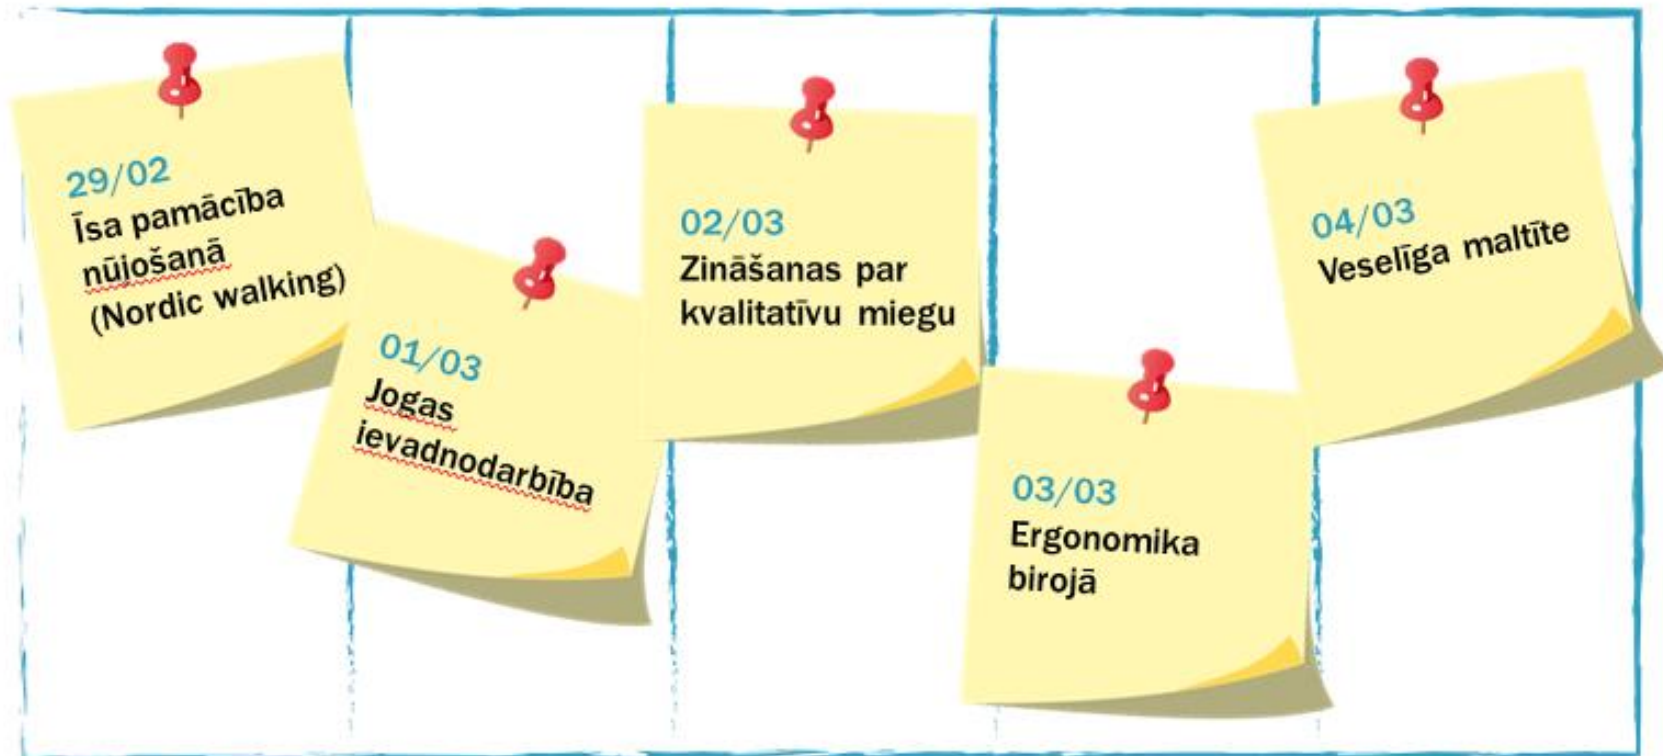 29/02
Īsa pamācība
nūjošanā
(Nordic walking)
01/03
Jogas
ievadnodarbība
02/03
Zināšanas par
kvalitatīvu miegu
03/03
Ergonomika
birojā
04/03
Veselīga maltīte